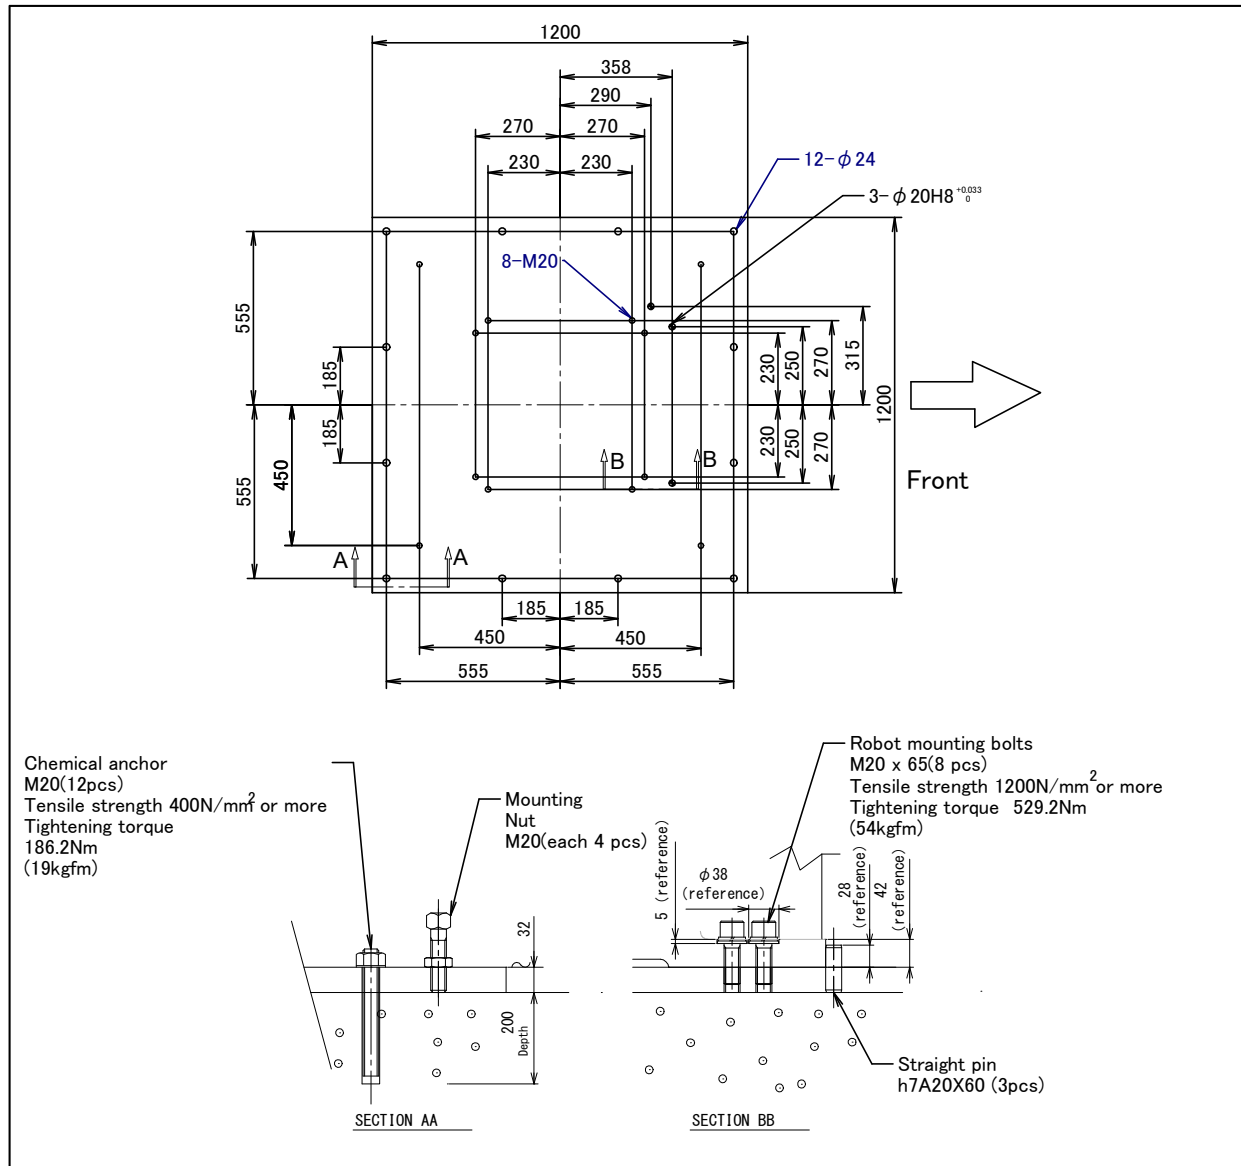 1200
358
290
270 270
230 230
12-φ24
3-φ20H8 +0.033 0
8-M20
555
185
185
450
555
230
250
270
315
1200
230
250
270
B B
Front
A A
185 185
450 450
555 555
Chemical anchor
M20(12pcs)
Tensile strength 400N/mm² or more
Tightening torque
186.2Nm
(19kgfm)
Mounting
Nut
M20(each 4 pcs)
Robot mounting bolts
M20 x 65(8 pcs)
Tensile strength 1200N/mm² or more
Tightening torque 529.2Nm
(54kgfm)
32
200
Depth
5 (reference)
φ38
(reference)
28
(reference)
42
(reference)
Straight pin
h7A20X60 (3pcs)
SECTION AA
SECTION BB